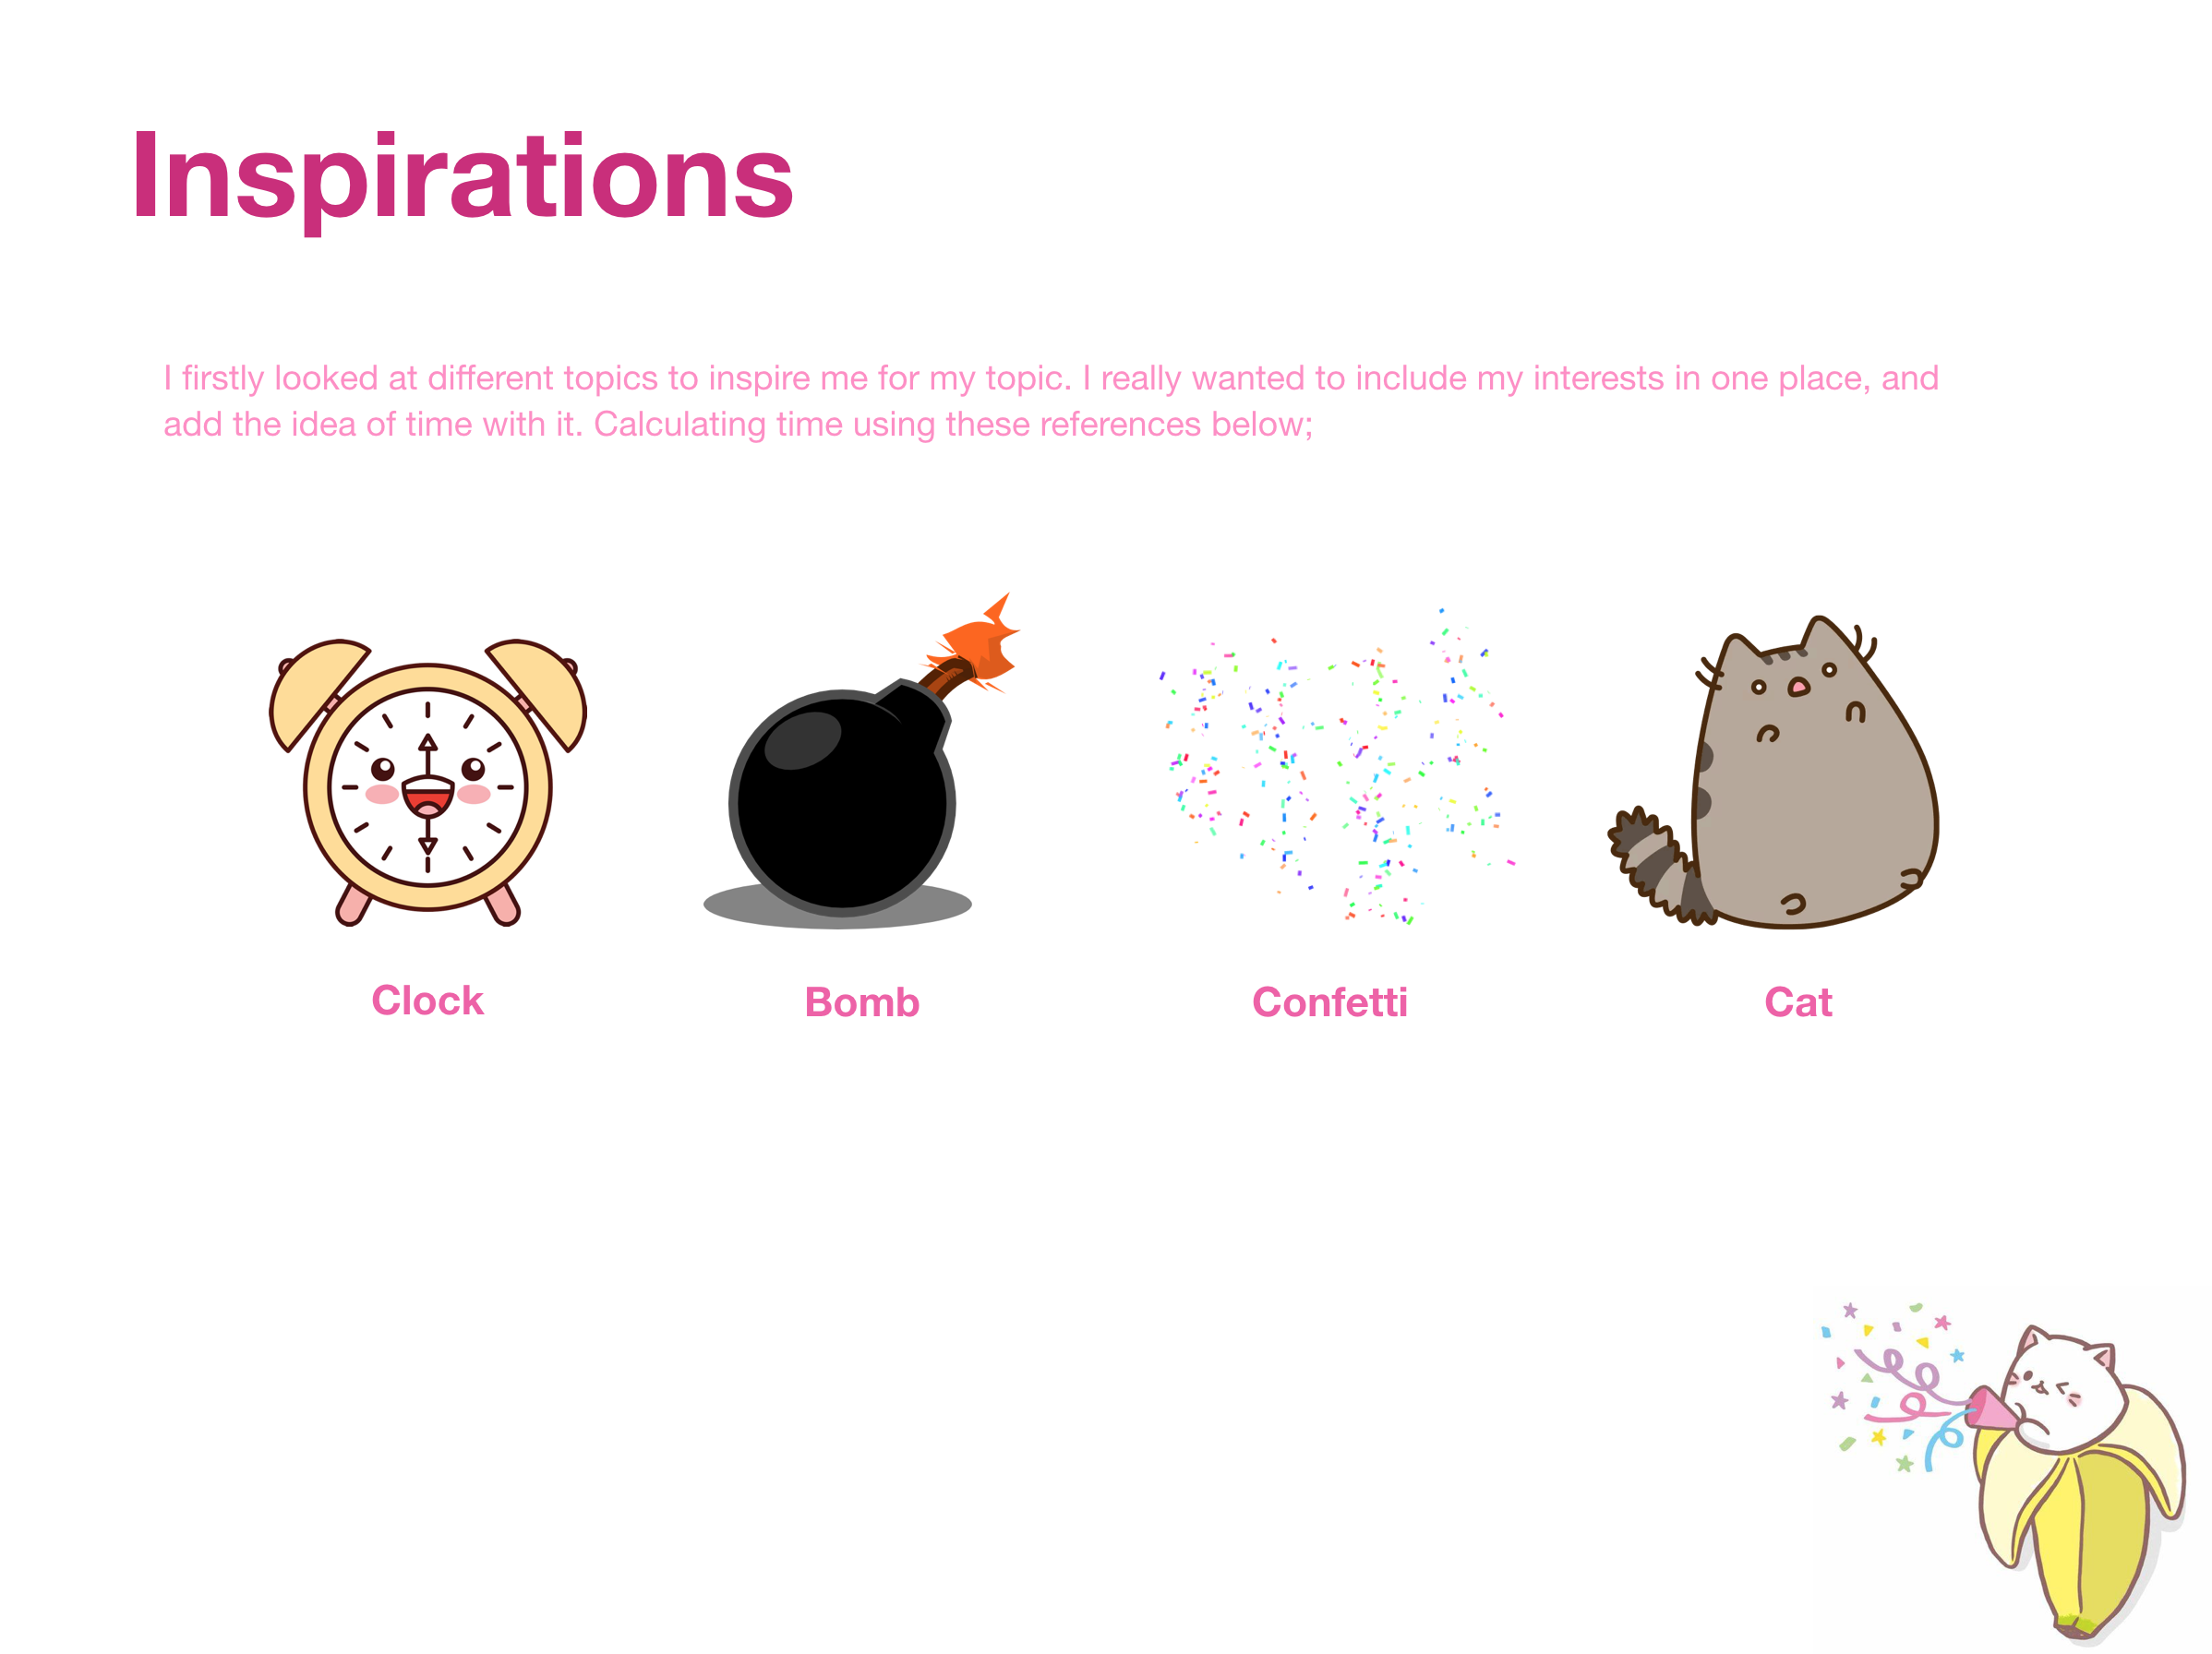 Inspirations
I firstly looked at different topics to inspire me for my topic. I really wanted to include my interests in one place, and
add the idea of time with it. Calculating time using these references below;
Clock
Bomb
Confetti
Cat